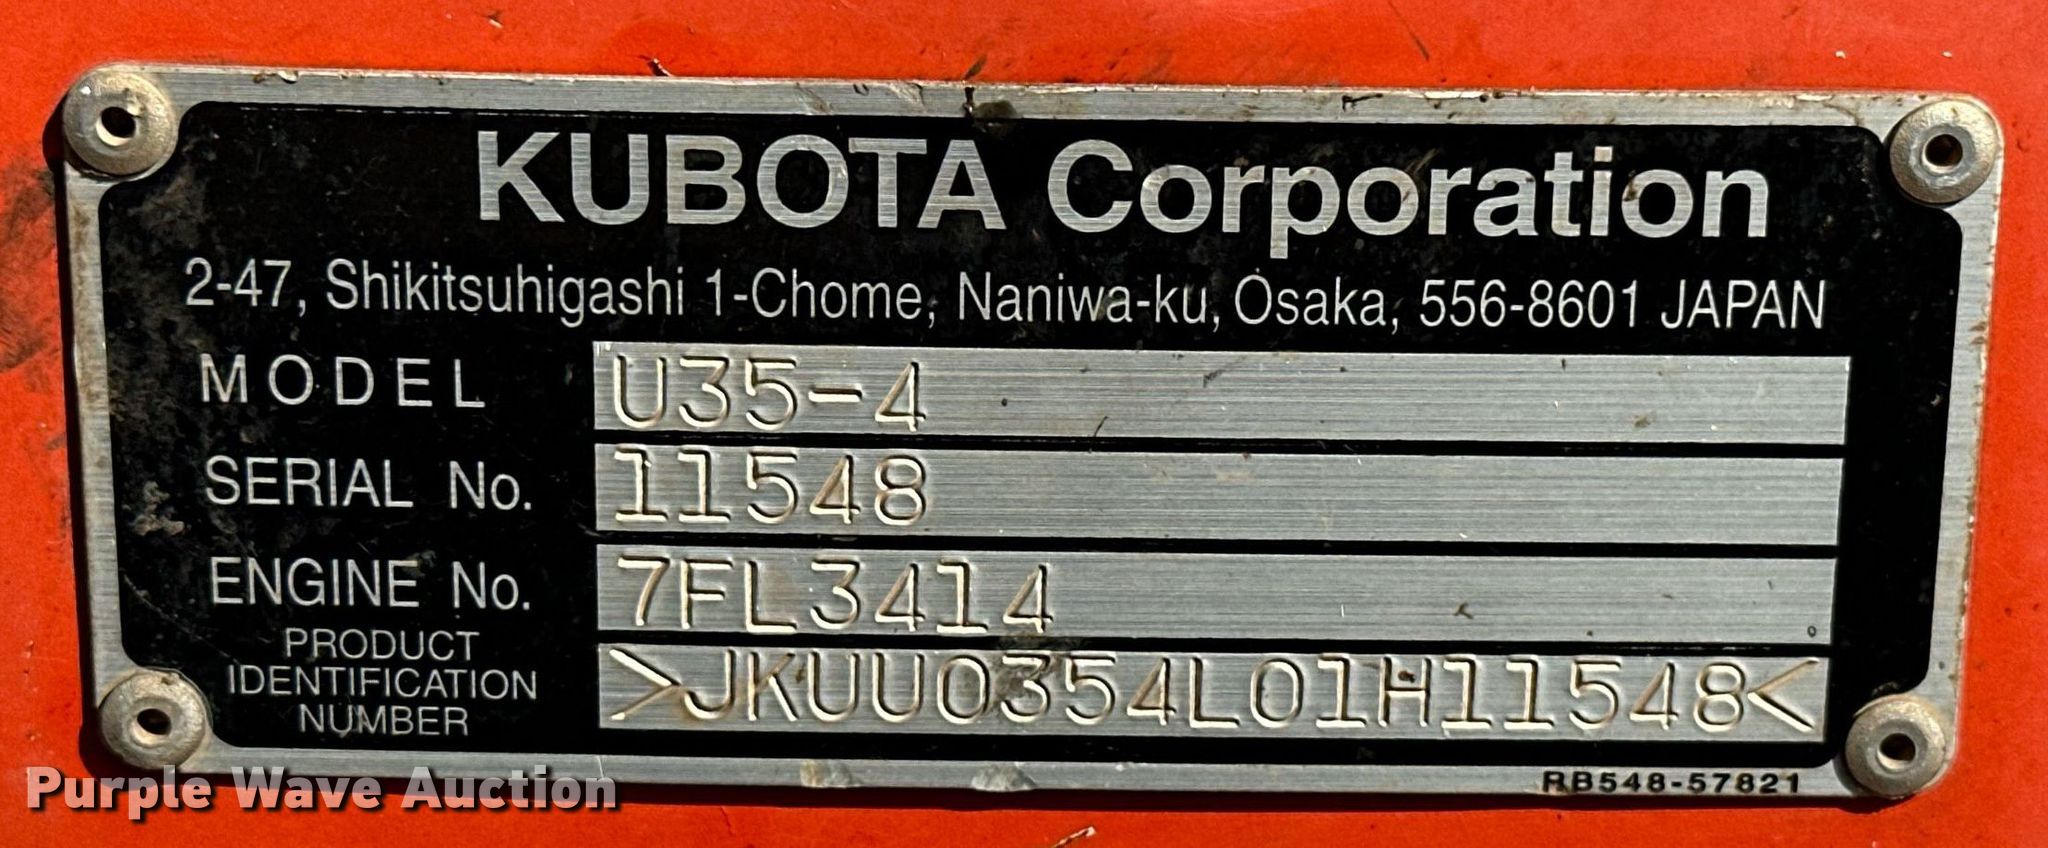 KUBOTA Corporation
2-47, Shikitsuhigashi 1-Chome, Naniwa-ku, Osaka, 556-8601 JAPAN
MODEL U35-4
SERIAL No. 11548
ENGINE No. 7FL3414
PRODUCT
IDENTIFICATION
NUMBER
>JKUU0354L01H11548<
RB548-57821
Purple Wave Auction